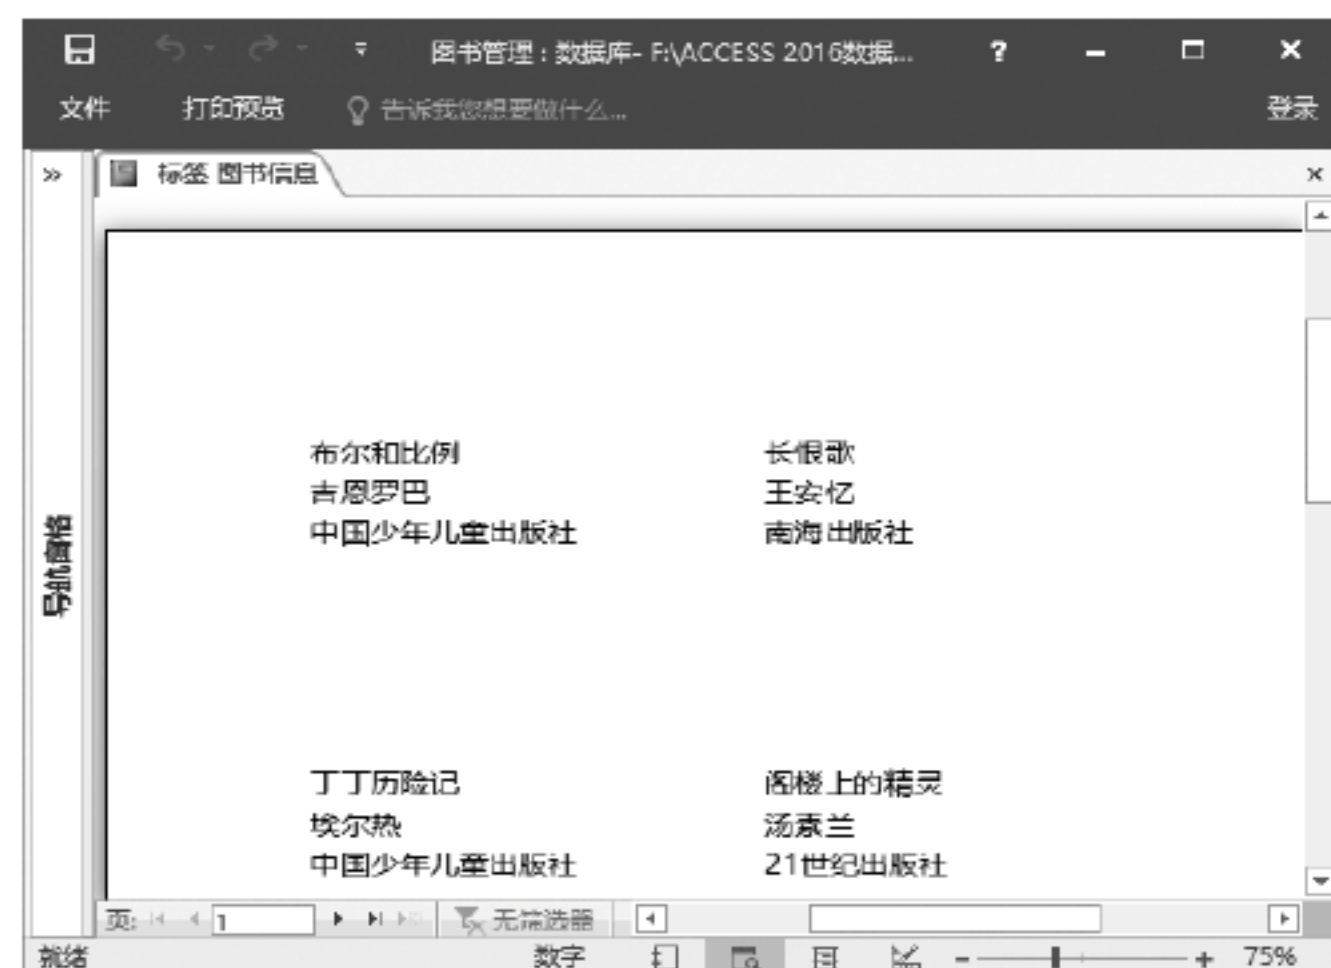 图书管理 : 数据库- F:\ACCESS 2016数据...
?
文件 打印预览 告诉我您想要做什么... 登录
» 标签 图书信息
布尔和比例 长恨歌
吉恩罗巴 王安忆
中国少年儿童出版社 南海出版社
导航窗格
丁丁历险记 阁楼上的精灵
埃尔热 汤素兰
中国少年儿童出版社 21世纪出版社
页: 1 无筛选器
就绪 数字 75%